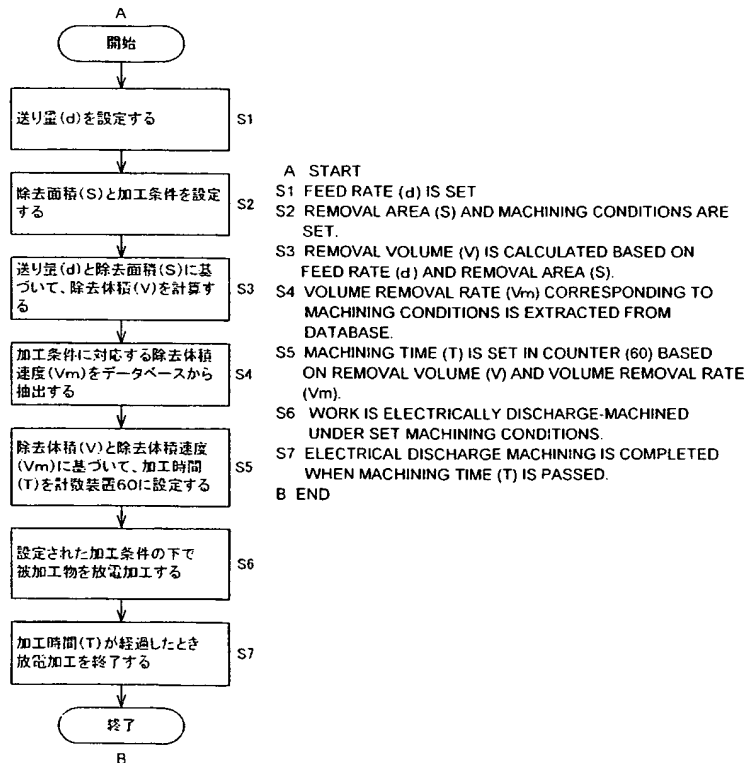 A
開始
送り量(d)を設定する
S1
除去面積(S)と加工条件を設定
する
S2
送り量(d)と除去面積(S)に基
づいて、除去体積(V)を計算す
る
S3
加工条件に対応する除去体積
速度(Vm)をデータベースから
抽出する
S4
除去体積(V)と除去体積速度
(Vm)に基づいて、加工時間
(T)を計数装置60に設定する
S5
設定された加工条件の下で
被加工物を放電加工する
S6
加工時間(T)が経過したとき
放電加工を終了する
S7
終了
B
A START
S1 FEED RATE (d) IS SET
S2 REMOVAL AREA (S) AND MACHINING CONDITIONS ARE
SET.
S3 REMOVAL VOLUME (V) IS CALCULATED BASED ON
FEED RATE (d) AND REMOVAL AREA (S).
S4 VOLUME REMOVAL RATE (Vm) CORRESPONDING TO
MACHINING CONDITIONS IS EXTRACTED FROM
DATABASE.
S5 MACHINING TIME (T) IS SET IN COUNTER (60) BASED
ON REMOVAL VOLUME (V) AND VOLUME REMOVAL RATE
(Vm).
S6 WORK IS ELECTRICALLY DISCHARGE-MACHINED
UNDER SET MACHINING CONDITIONS.
S7 ELECTRICAL DISCHARGE MACHINING IS COMPLETED
WHEN MACHINING TIME (T) IS PASSED.
B END